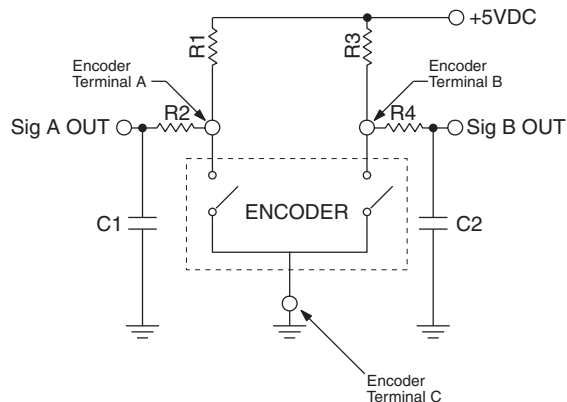 +5VDC
R1
R3
Encoder
Terminal A
Encoder
Terminal B
R2
R4
Sig A OUT
Sig B OUT
ENCODER
C1
C2
Encoder
Terminal C